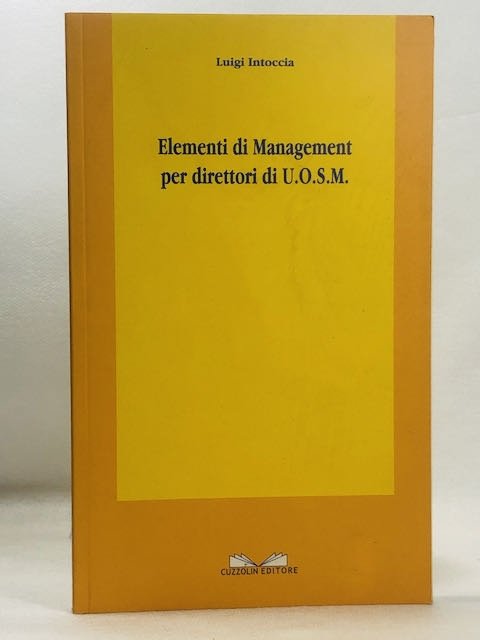 Luigi Intoccia
Elementi di Management
per direttori di U.O.S.M.
CUZZOLIN EDITORE